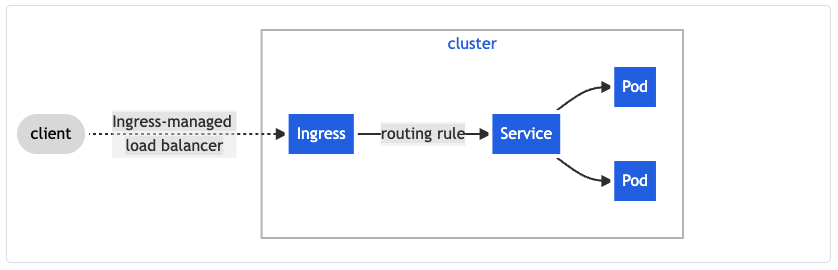 cluster
Pod
client
Ingress-managed
load balancer
Ingress
routing rule
Service
Pod